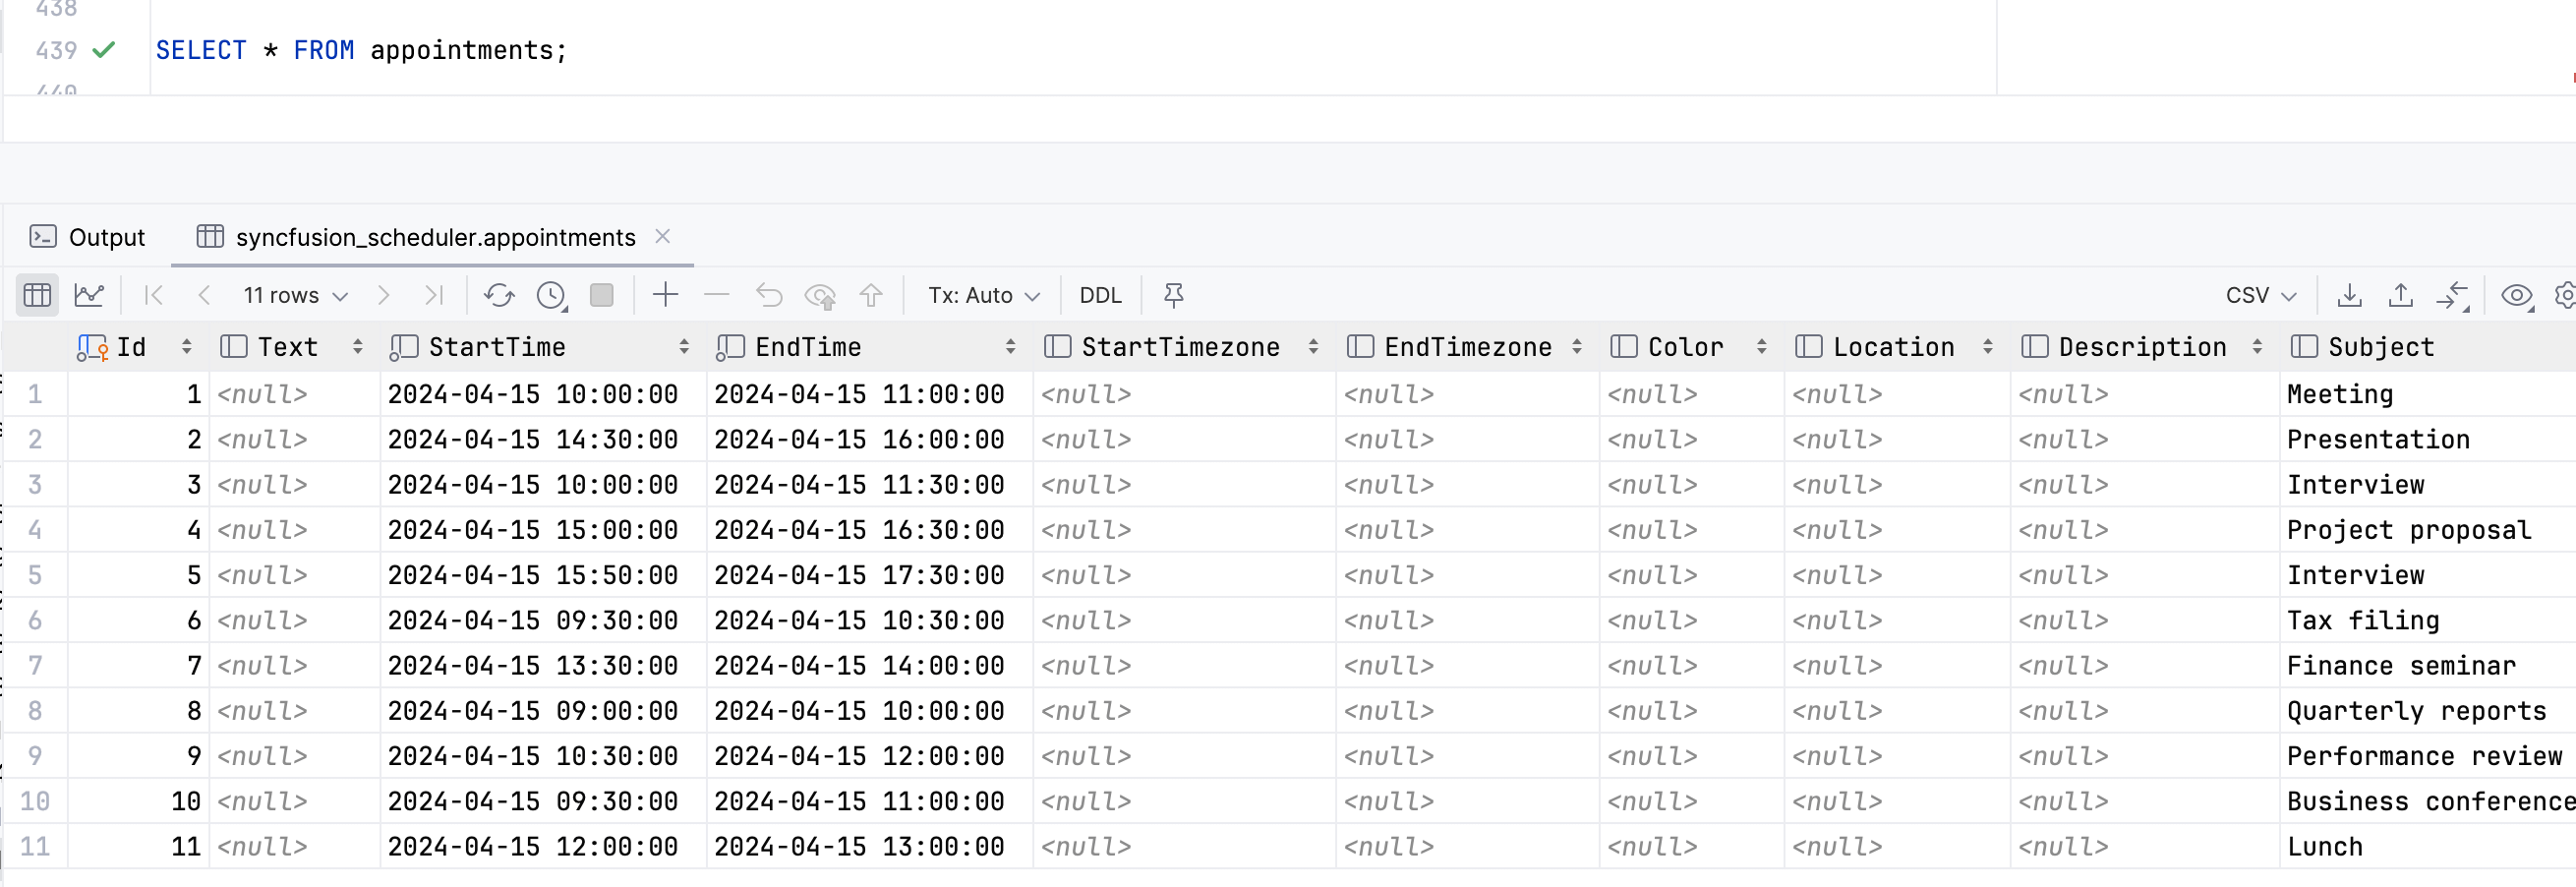 438
439 SELECT * FROM appointments;
440
Output syncfusion_scheduler.appointments
11 rows Tx: Auto DDL CSV
Id Text StartTime EndTime StartTimezone EndTimezone Color Location Description Subject
1 1 <null> 2024-04-15 10:00:00 2024-04-15 11:00:00 <null> <null> <null> <null> <null> Meeting
2 2 <null> 2024-04-15 14:30:00 2024-04-15 16:00:00 <null> <null> <null> <null> <null> Presentation
3 3 <null> 2024-04-15 10:00:00 2024-04-15 11:30:00 <null> <null> <null> <null> <null> Interview
4 4 <null> 2024-04-15 15:00:00 2024-04-15 16:30:00 <null> <null> <null> <null> <null> Project proposal
5 5 <null> 2024-04-15 15:50:00 2024-04-15 17:30:00 <null> <null> <null> <null> <null> Interview
6 6 <null> 2024-04-15 09:30:00 2024-04-15 10:30:00 <null> <null> <null> <null> <null> Tax filing
7 7 <null> 2024-04-15 13:30:00 2024-04-15 14:00:00 <null> <null> <null> <null> <null> Finance seminar
8 8 <null> 2024-04-15 09:00:00 2024-04-15 10:00:00 <null> <null> <null> <null> <null> Quarterly reports
9 9 <null> 2024-04-15 10:30:00 2024-04-15 12:00:00 <null> <null> <null> <null> <null> Performance review
10 10 <null> 2024-04-15 09:30:00 2024-04-15 11:00:00 <null> <null> <null> <null> <null> Business conference
11 11 <null> 2024-04-15 12:00:00 2024-04-15 13:00:00 <null> <null> <null> <null> <null> Lunch